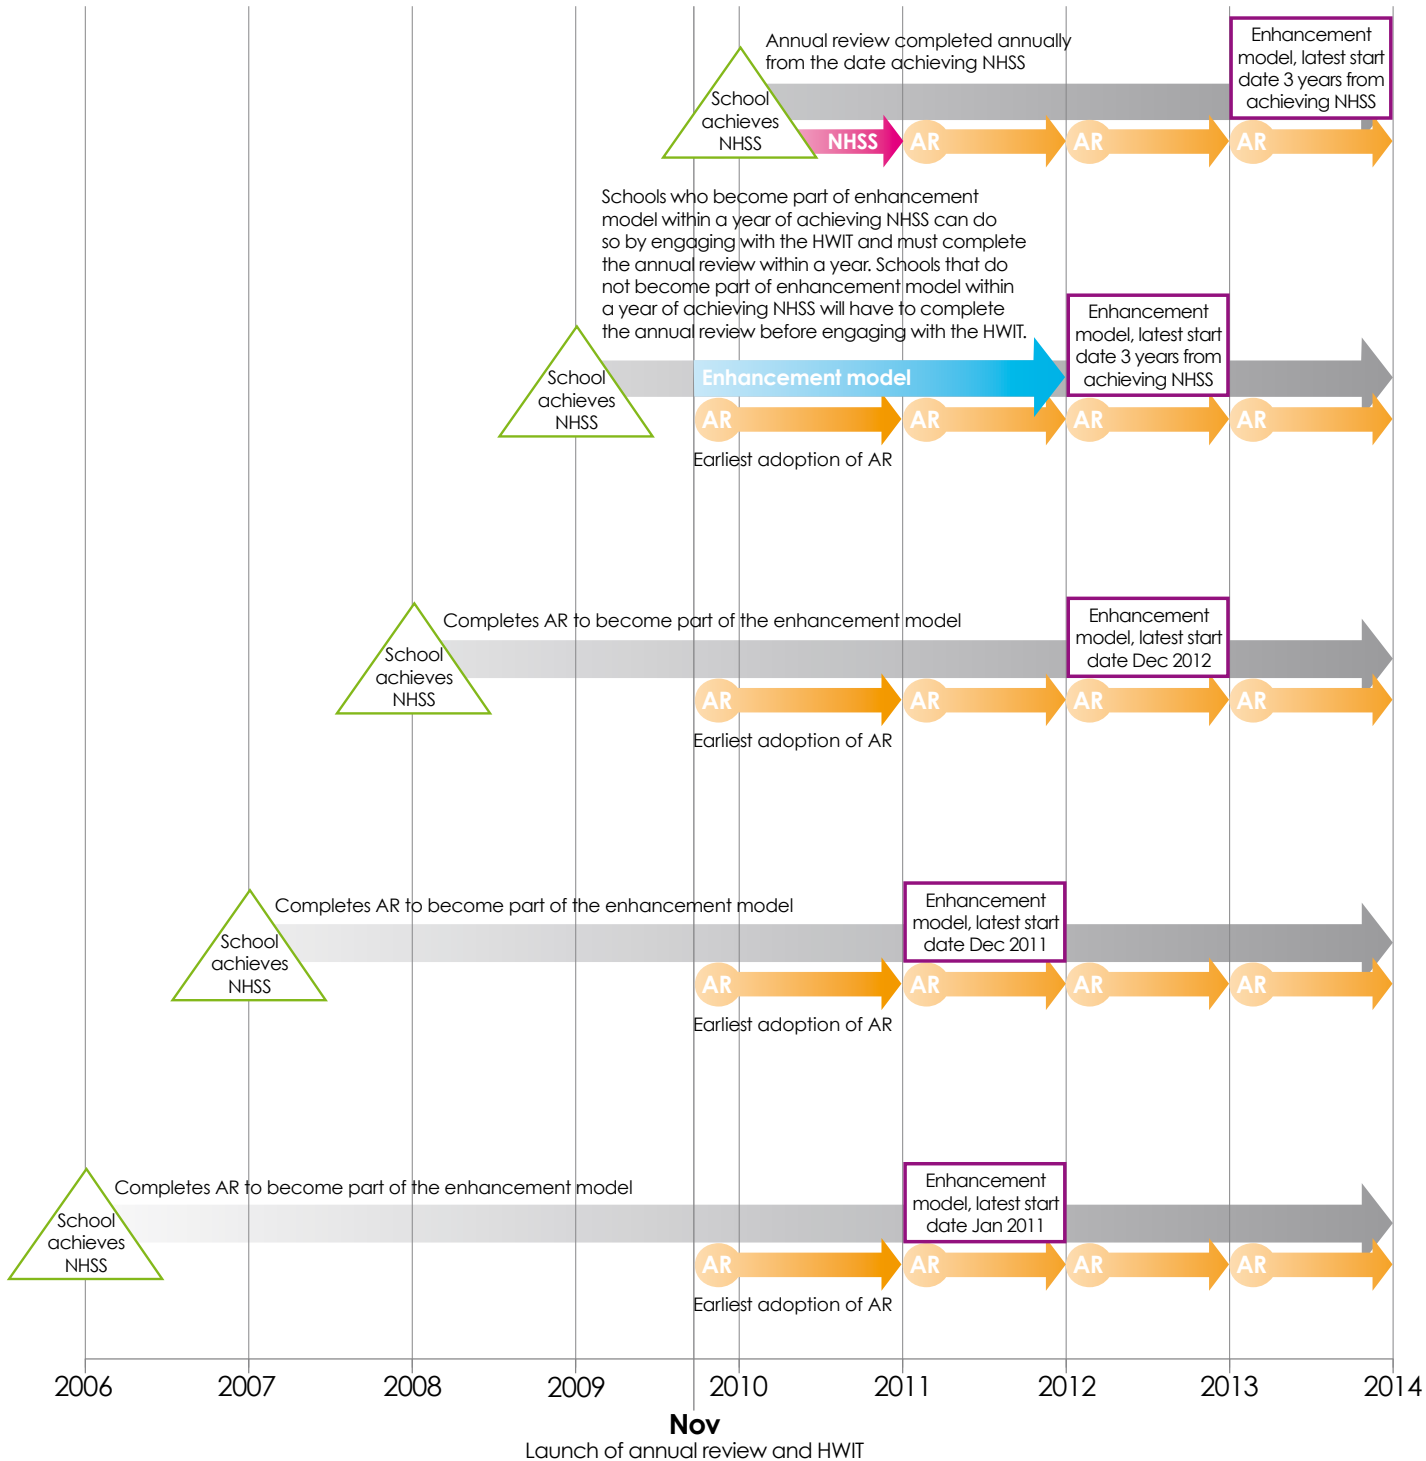 Annual review completed annually
from the date achieving NHSS
Enhancement
model, latest start
date 3 years from
achieving NHSS
School
achieves
NHSS
NHSS
AR
AR
AR
Schools who become part of enhancement
model within a year of achieving NHSS can do
so by engaging with the HWIT and must complete
the annual review within a year. Schools that do
not become part of enhancement model within
a year of achieving NHSS will have to complete
the annual review before engaging with the HWIT.
Enhancement
model, latest start
date 3 years from
achieving NHSS
School
achieves
NHSS
Enhancement model
AR
AR
AR
AR
Earliest adoption of AR
Completes AR to become part of the enhancement model
Enhancement
model, latest start
date Dec 2012
School
achieves
NHSS
AR
AR
AR
AR
Earliest adoption of AR
Completes AR to become part of the enhancement model
Enhancement
model, latest start
date Dec 2011
School
achieves
NHSS
AR
AR
AR
AR
Earliest adoption of AR
Completes AR to become part of the enhancement model
Enhancement
model, latest start
date Jan 2011
School
achieves
NHSS
AR
AR
AR
AR
Earliest adoption of AR
2006
2007
2008
2009
2010
2011
2012
2013
2014
Nov
Launch of annual review and HWIT